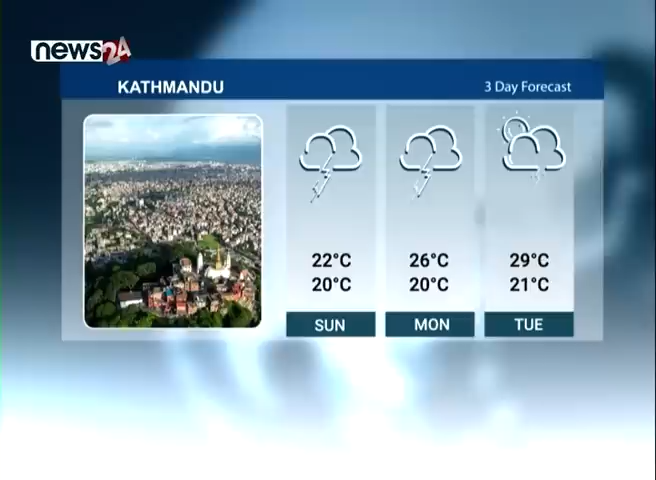 news24
KATHMANDU
3 Day Forecast
22°C
20°C
SUN
26°C
20°C
MON
29°C
21°C
TUE